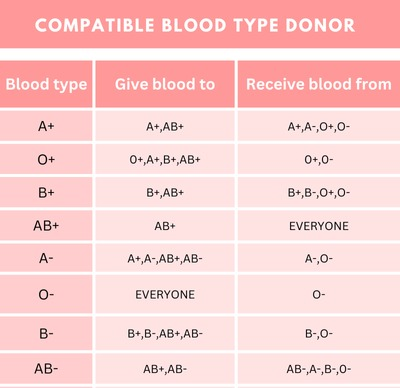 COMPATIBLE BLOOD TYPE DONOR
Blood type Give blood to Receive blood from
A+ A+,AB+ A+,A-,O+,O-
O+ O+,A+,B+,AB+ O+,O-
B+ B+,AB+ B+,B-,O+,O-
AB+ AB+ EVERYONE
A- A+,A-,AB+,AB- A-,O-
O- EVERYONE O-
B- B+,B-,AB+,AB- B-,O-
AB- AB+,AB- AB-,A-,B-,O-